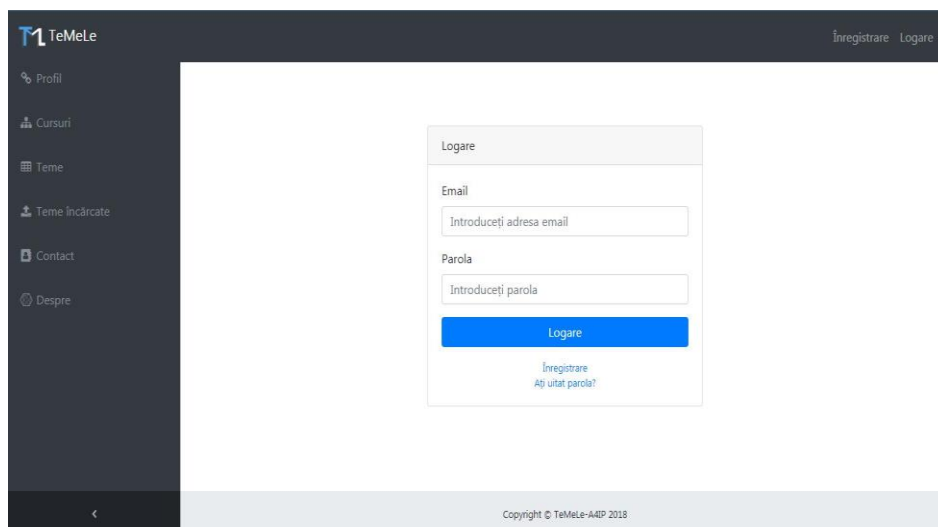 TeMeLe
Înregistrare Logare
Profil
Cursuri
Teme
Teme încărcate
Contact
Despre
Logare
Email
Introduceți adresa email
Parola
Introduceți parola
Logare
Înregistrare
Ați uitat parola?
Copyright © TeMeLe-A4IP 2018